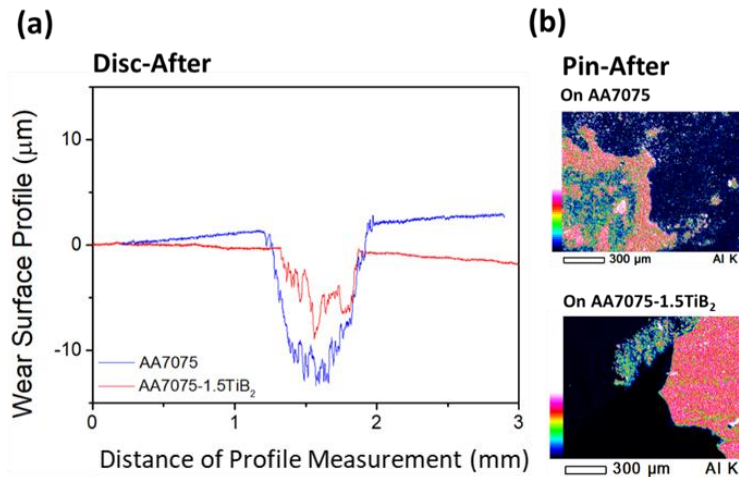 (a)
Disc-After
Wear Surface Profile (μm)
10
0
-10
AA7075
AA7075-1.5TiB₂
0
1
2
3
Distance of Profile Measurement (mm)
(b)
Pin-After
On AA7075
300 μm
Al K
On AA7075-1.5TiB₂
300 μm
Al K